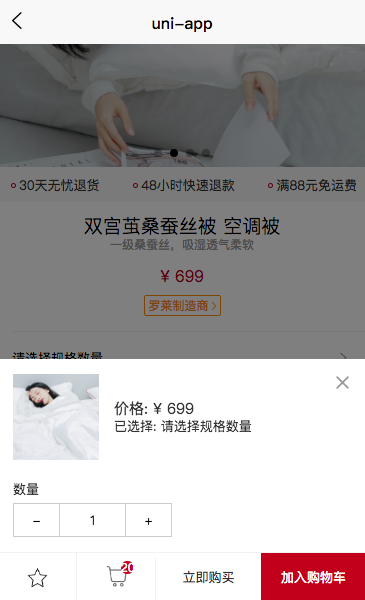 uni-app
30天无忧退货 48小时快速退款 满88元免运费
双宫茧桑蚕丝被 空调被
一级桑蚕丝，吸湿透气柔软
¥ 699
罗莱制造商
请选择规格数量
价格: ¥ 699
已选择: 请选择规格数量
数量
- 1 +
20
立即购买 加入购物车